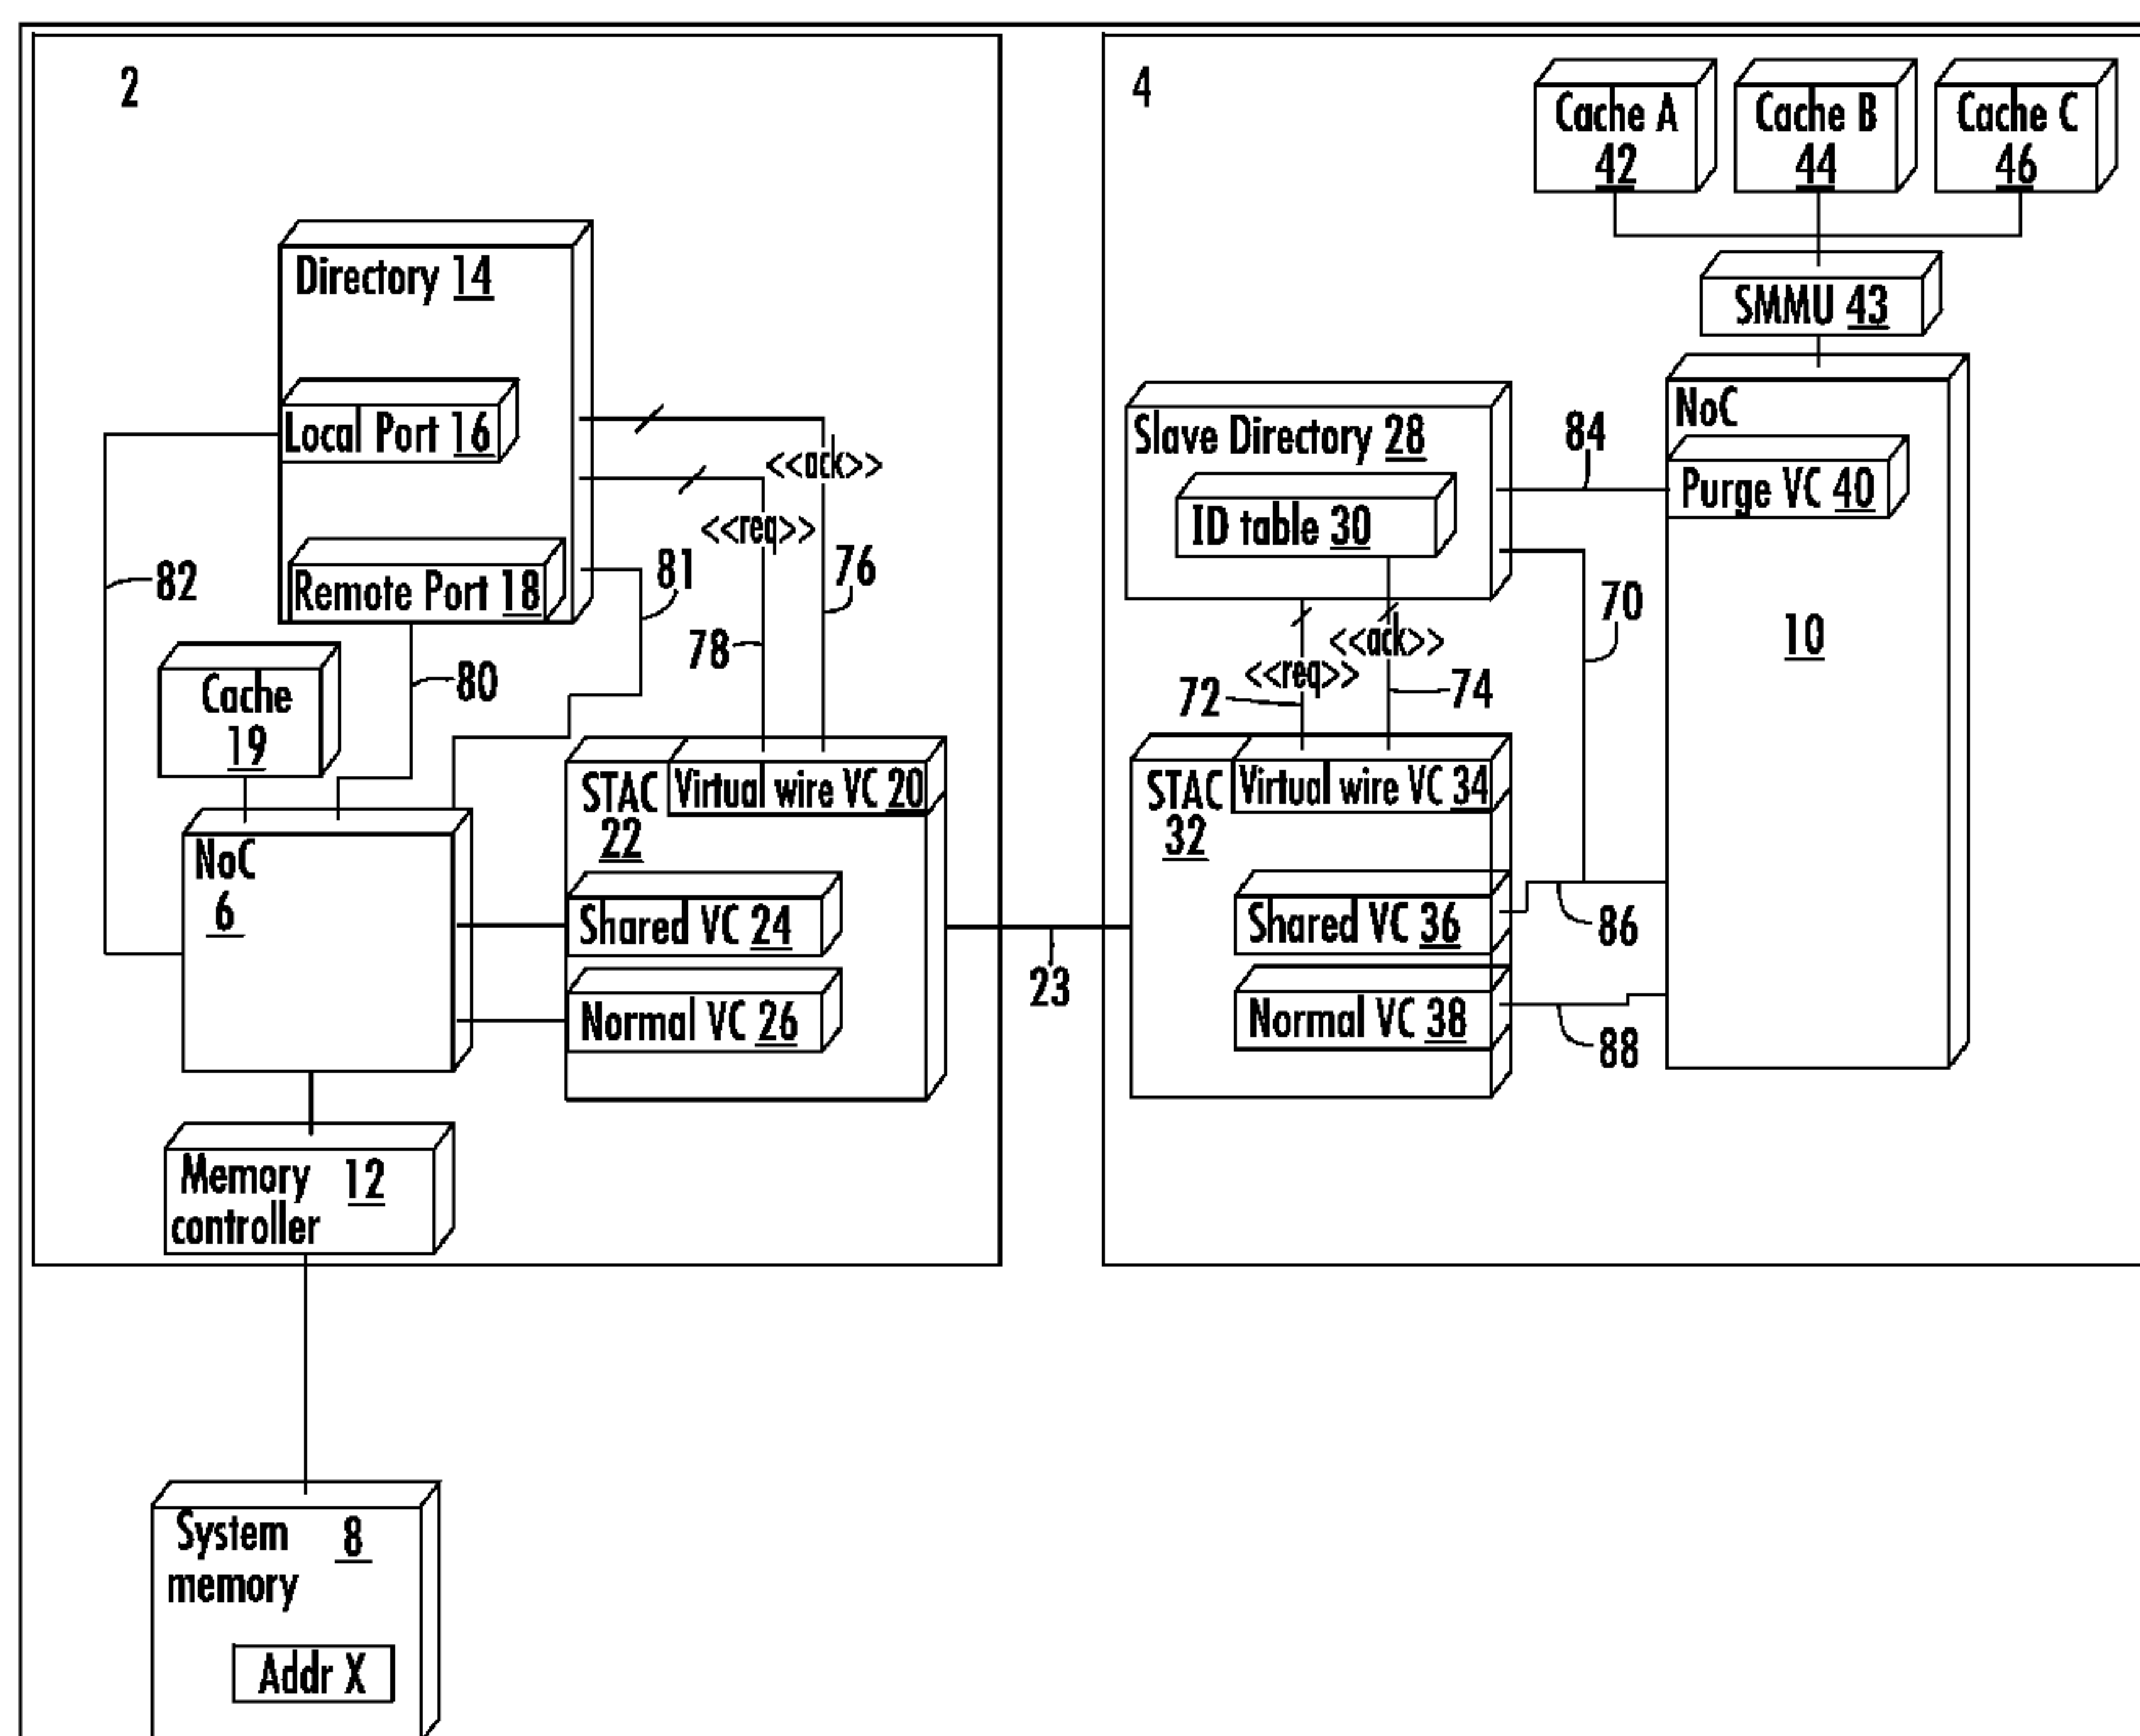 2
Directory 14
Local Port 16
Remote Port 18
82
Cache
19
80
81
<<ack>>
<<req>>
76
78
NoC
6
STAC
22
Virtual wire VC 20
Shared VC 24
Normal VC 26
Memory 12
controller
System 8
memory
Addr X
23
4
Cache A
42
Cache B
44
Cache C
46
SMMU 43
Slave Directory 28
ID table 30
84
NoC
Purge VC 40
10
70
<<ack>>
<<req>>
72
74
STAC
32
Virtual wire VC 34
Shared VC 36
Normal VC 38
86
88